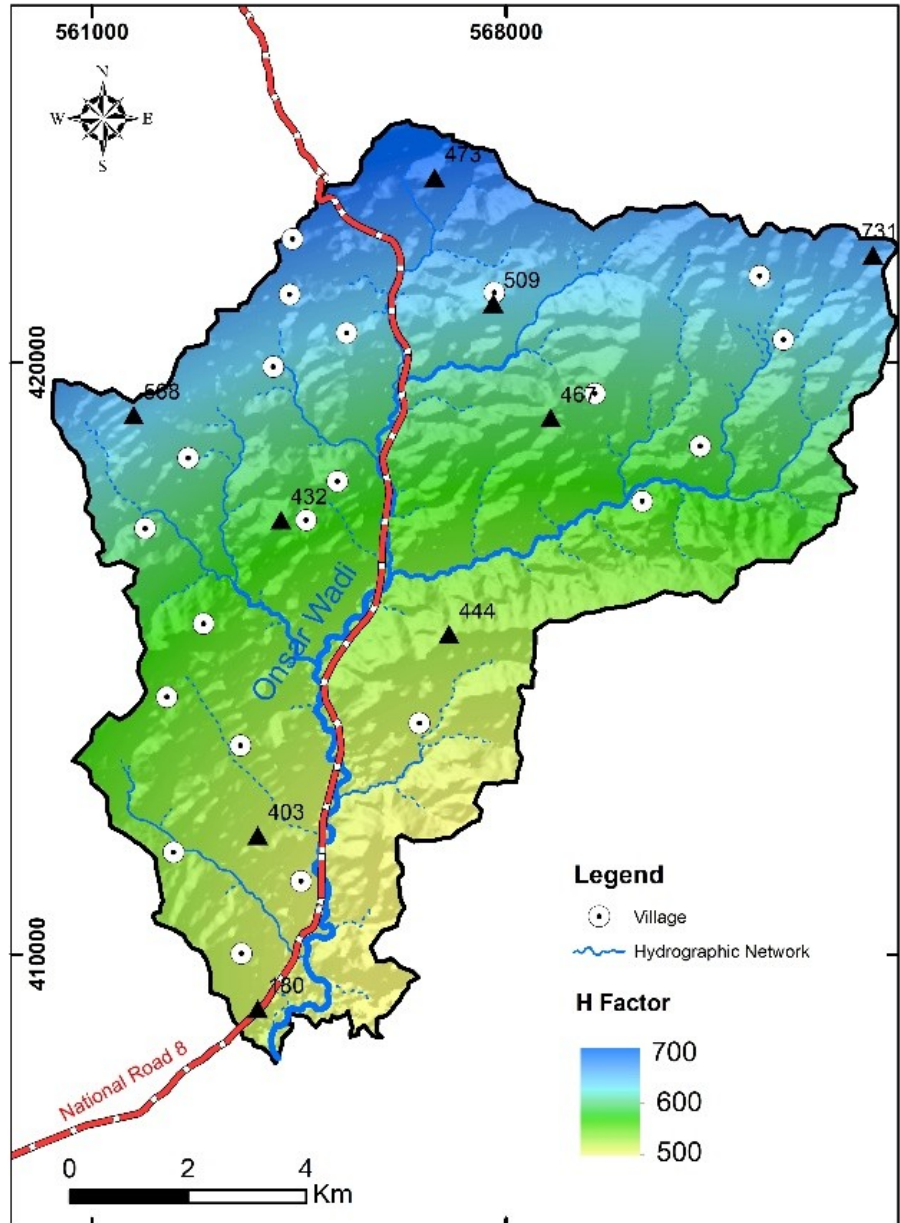 561000
568000
N
W E
S
473
731
509
420000
568
467
432
Onsar Wadi
444
403
Legend
Village
410000
Hydrographic Network
180
H Factor
700
600
500
National Road 8
0 2 4
Km